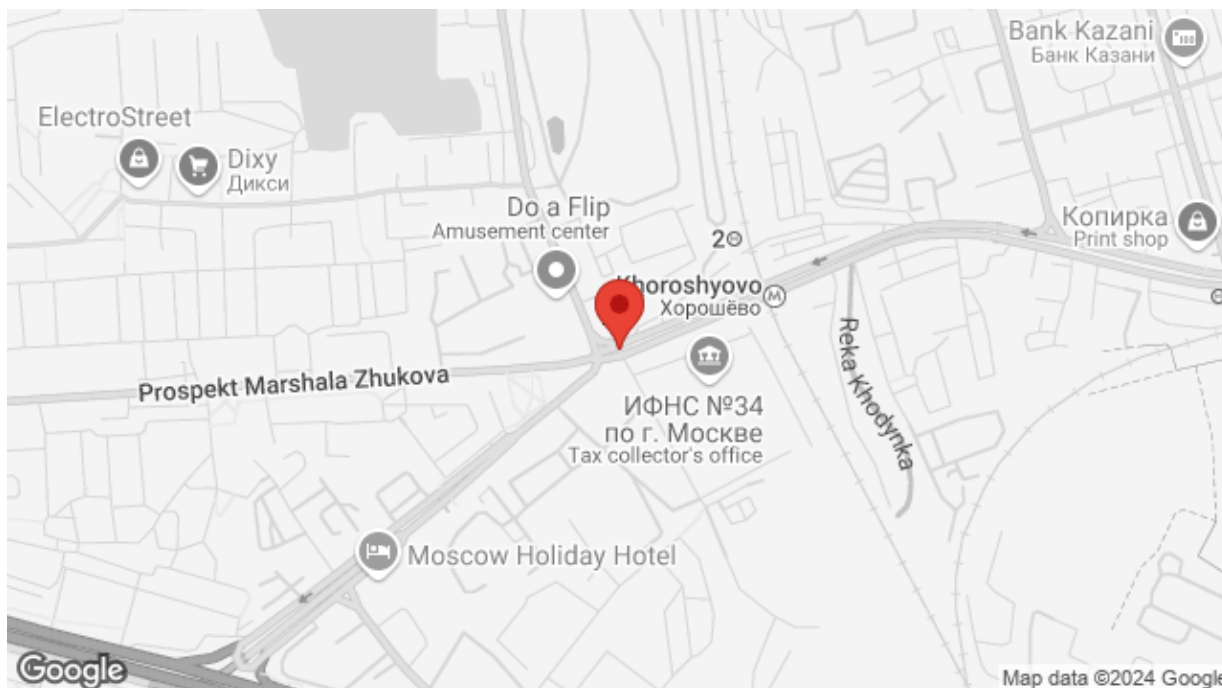 Bank Kazani
Банк Казани
ElectroStreet
Dixy
Дикси
Do a Flip
Amusement center
2
Копирка
Print shop
Khoroshyovo
Хорошёво
M
Reka Khodynka
Prospekt Marshala Zhukova
ИФНС №34
по г. Москве
Tax collector's office
Moscow Holiday Hotel
Google
Map data ©2024 Google